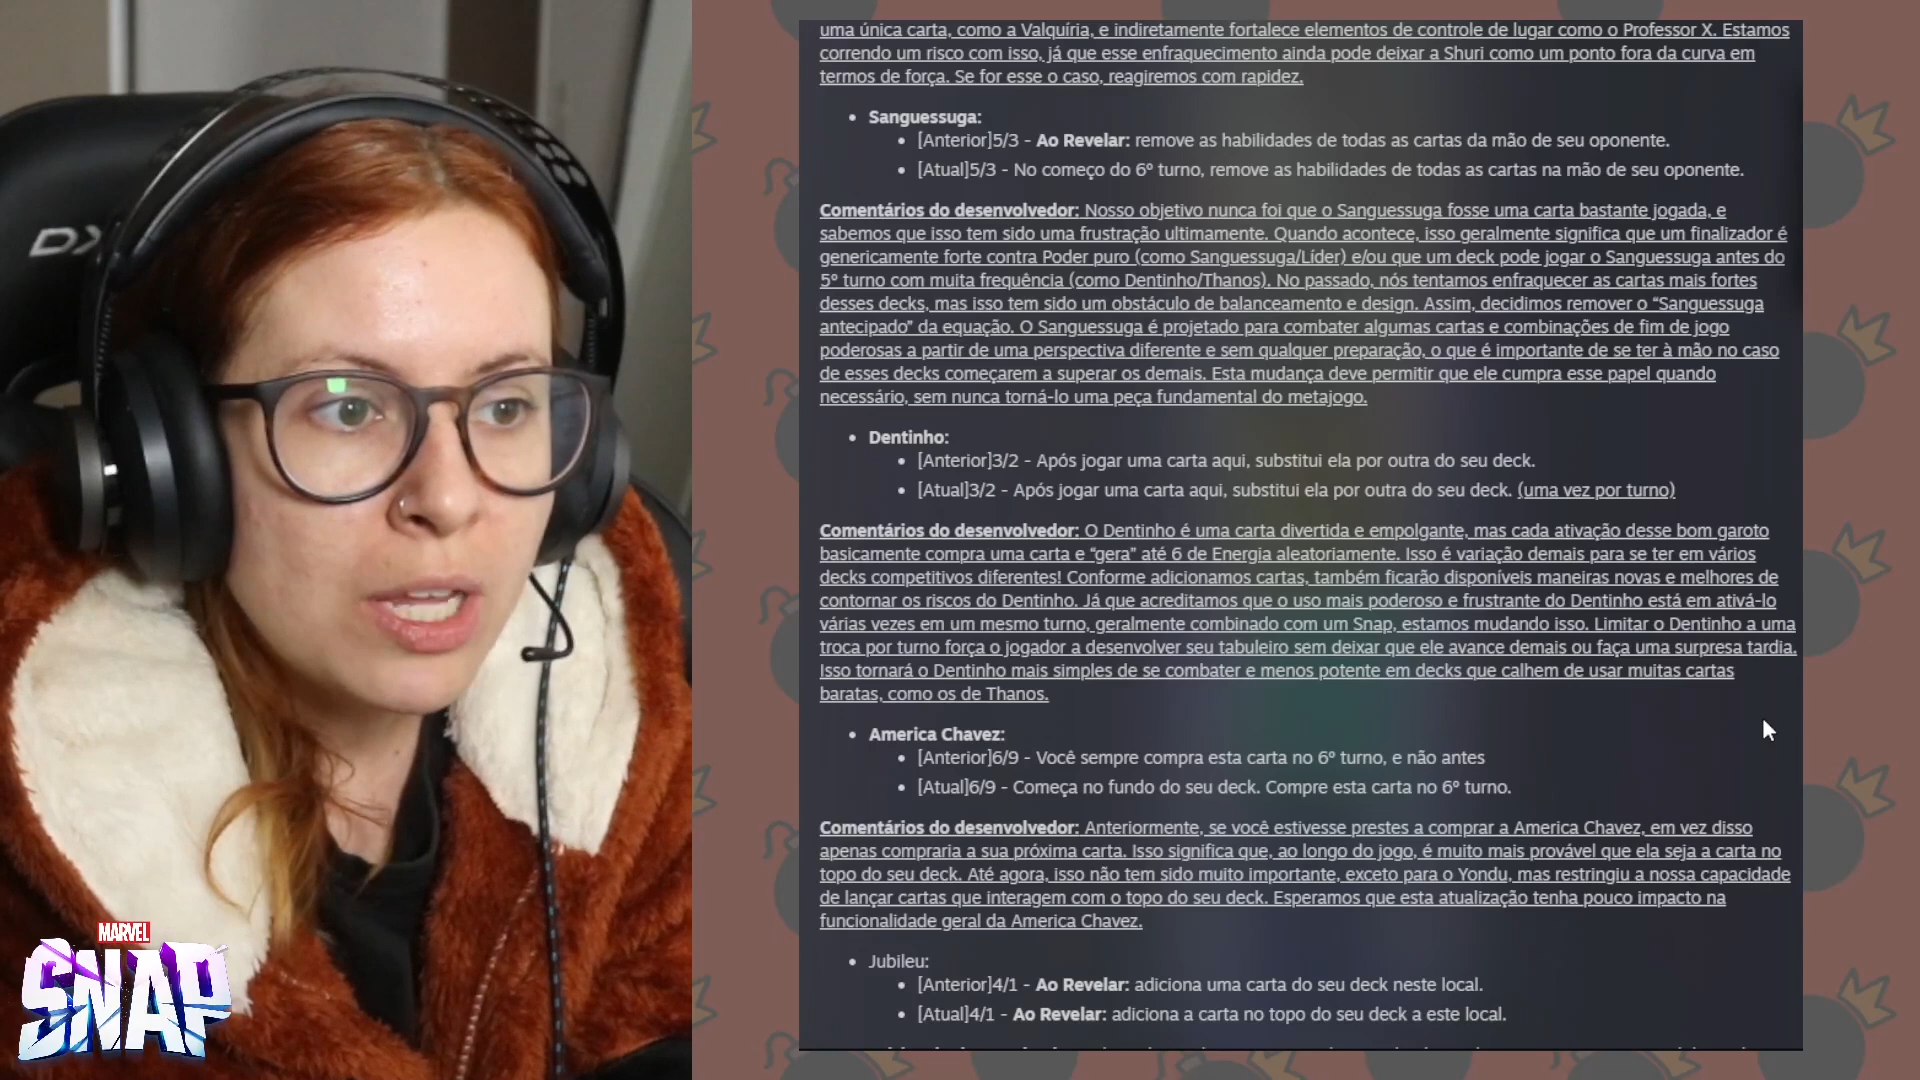 uma única carta, como a Valquíria, e indiretamente fortalece elementos de controle de lugar como o Professor X. Estamos
correndo um risco com isso, já que esse enfraquecimento ainda pode deixar a Shuri como um ponto fora da curva em
termos de força. Se for esse o caso, reagiremos com rapidez.
• Sanguessuga:
• [Anterior]5/3 - Ao Revelar: remove as habilidades de todas as cartas da mão de seu oponente.
• [Atual]5/3 - No começo do 6º turno, remove as habilidades de todas as cartas na mão de seu oponente.
Comentários do desenvolvedor: Nosso objetivo nunca foi que o Sanguessuga fosse uma carta bastante jogada, e
sabemos que isso tem sido uma frustração ultimamente. Quando acontece, isso geralmente significa que um finalizador é
genericamente forte contra Poder puro (como Sanguessuga/Líder) e/ou que um deck pode jogar o Sanguessuga antes do
5º turno com muita frequência (como Dentinho/Thanos). No passado, nós tentamos enfraquecer as cartas mais fortes
desses decks, mas isso tem sido um obstáculo de balanceamento e design. Assim, decidimos remover o “Sanguessuga
antecipado” da equação. O Sanguessuga é projetado para combater algumas cartas e combinações de fim de jogo
poderosas a partir de uma perspectiva diferente e sem qualquer preparação, o que é importante de se ter à mão no caso
de esses decks começarem a superar os demais. Esta mudança deve permitir que ele cumpra esse papel quando
necessário, sem nunca torná-lo uma peça fundamental do metajogo.
• Dentinho:
• [Anterior]3/2 - Após jogar uma carta aqui, substitui ela por outra do seu deck.
• [Atual]3/2 - Após jogar uma carta aqui, substitui ela por outra do seu deck. (uma vez por turno)
Comentários do desenvolvedor: O Dentinho é uma carta divertida e empolgante, mas cada ativação desse bom garoto
basicamente compra uma carta e “gera” até 6 de Energia aleatoriamente. Isso é variação demais para se ter em vários
decks competitivos diferentes! Conforme adicionamos cartas, também ficarão disponíveis maneiras novas e melhores de
contornar os riscos do Dentinho. Já que acreditamos que o uso mais poderoso e frustrante do Dentinho está em ativá-lo
várias vezes em um mesmo turno, geralmente combinado com um Snap, estamos mudando isso. Limitar o Dentinho a uma
troca por turno força o jogador a desenvolver seu tabuleiro sem deixar que ele avance demais ou faça uma surpresa tardia.
Isso tornará o Dentinho mais simples de se combater e menos potente em decks que calhem de usar muitas cartas
baratas, como os de Thanos.
• America Chavez:
• [Anterior]6/9 - Você sempre compra esta carta no 6º turno, e não antes
• [Atual]6/9 - Começa no fundo do seu deck. Compre esta carta no 6º turno.
Comentários do desenvolvedor: Anteriormente, se você estivesse prestes a comprar a America Chavez, em vez disso
apenas compraria a sua próxima carta. Isso significa que, ao longo do jogo, é muito mais provável que ela seja a carta no
topo do seu deck. Até agora, isso não tem sido muito importante, exceto para o Yondu, mas restringiu a nossa capacidade
de lançar cartas que interagem com o topo do seu deck. Esperamos que esta atualização tenha pouco impacto na
funcionalidade geral da America Chavez.
• Jubileu:
• [Anterior]4/1 - Ao Revelar: adiciona uma carta do seu deck neste local.
• [Atual]4/1 - Ao Revelar: adiciona a carta no topo do seu deck a este local.
MARVEL
SNAP